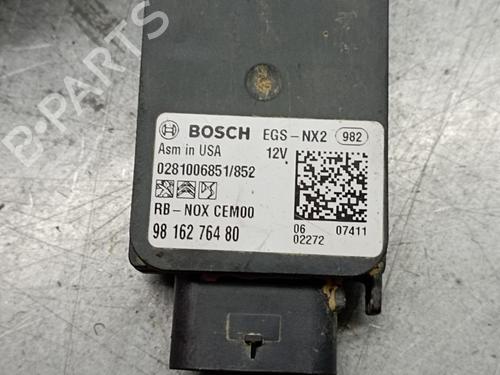 BOSCH EGS-NX2 982
Asm in USA 12V
0281006851/852
RB-NOX CEM00
98 162 764 80
06 07411
02272
B-PARTS